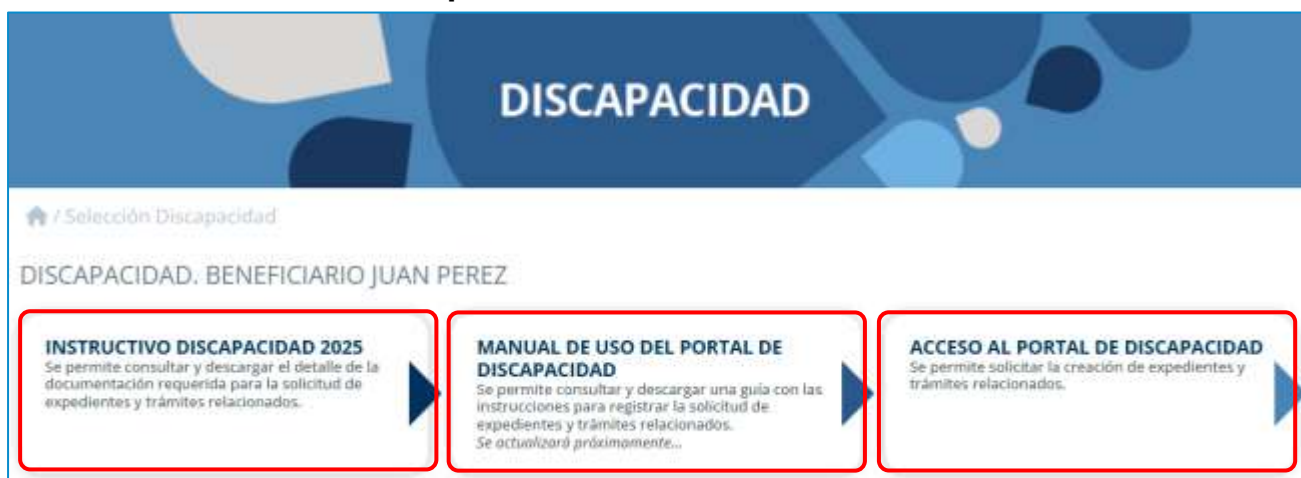 DISCAPACIDAD
/ Selección Discapacidad
DISCAPACIDAD. BENEFICIARIO JUAN PEREZ
INSTRUCTIVO DISCAPACIDAD 2025
Se permite consultar y descargar el detalle de la
documentación requerida para la solicitud de
expedientes y trámites relacionados.
MANUAL DE USO DEL PORTAL DE
DISCAPACIDAD
Se permite consultar y descargar una guía con las
instrucciones para registrar la solicitud de
expedientes y trámites relacionados.
Se actualizará próximamente...
ACCESO AL PORTAL DE DISCAPACIDAD
Se permite solicitar la creación de expedientes y
trámites relacionados.